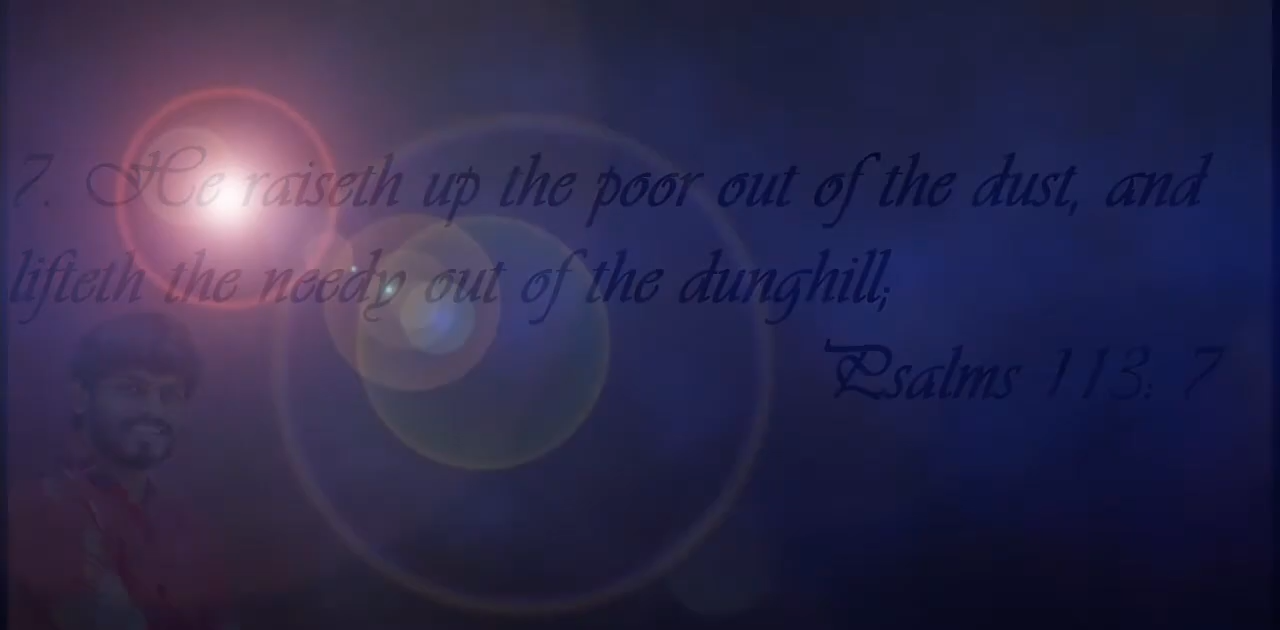 7. He raiseth up the poor out of the dust, and
lifteth the needy out of the dunghill;
Psalms 113: 7